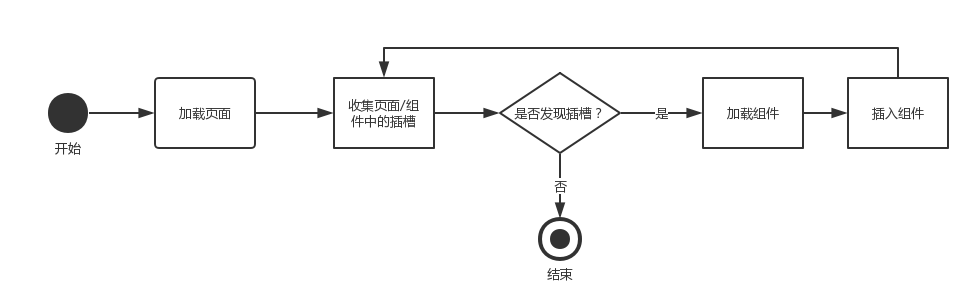 开始
加载页面
收集页面/组
件中的插槽
是否发现插槽？
是
加载组件
插入组件
否
结束